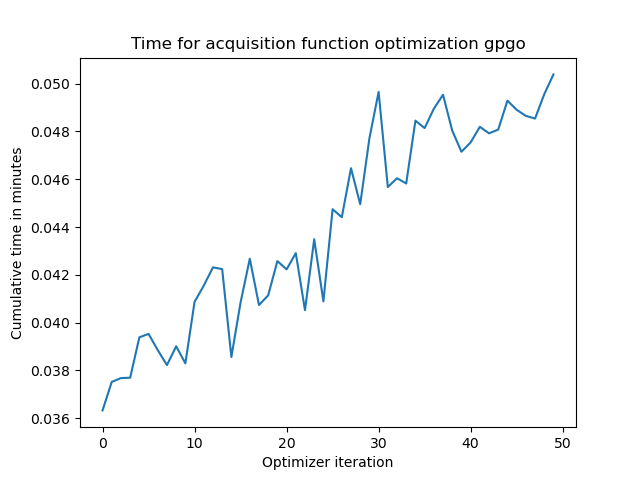 Time for acquisition function optimization gpgo
0.050
0.048
0.046
0.044
0.042
0.040
0.038
0.036
Cumulative time in minutes
0 10 20 30 40 50
Optimizer iteration